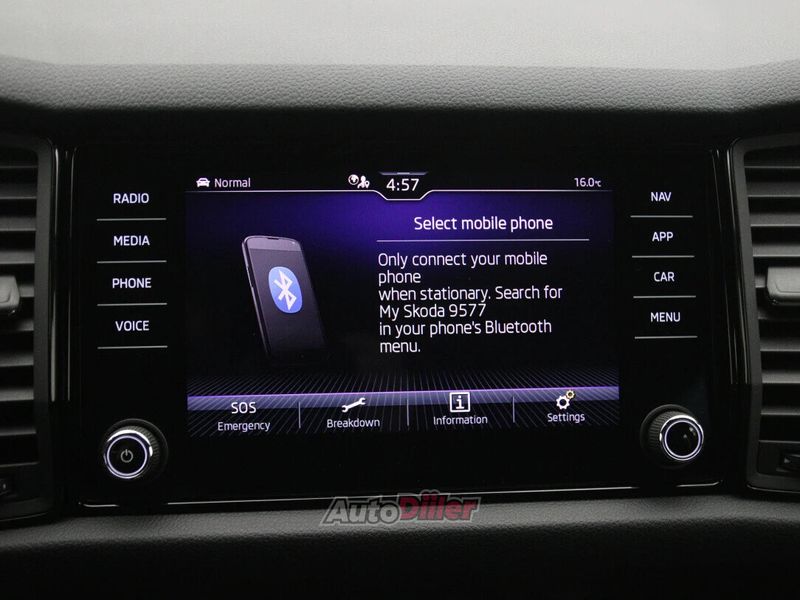 RADIO
MEDIA
PHONE
VOICE
Normal
4:57
16.0°C
Select mobile phone
Only connect your mobile
phone
when stationary. Search for
My Skoda 9577
in your phone's Bluetooth
menu.
SOS
Emergency
Breakdown
Information
Settings
NAV
APP
CAR
MENU
AutoDiller